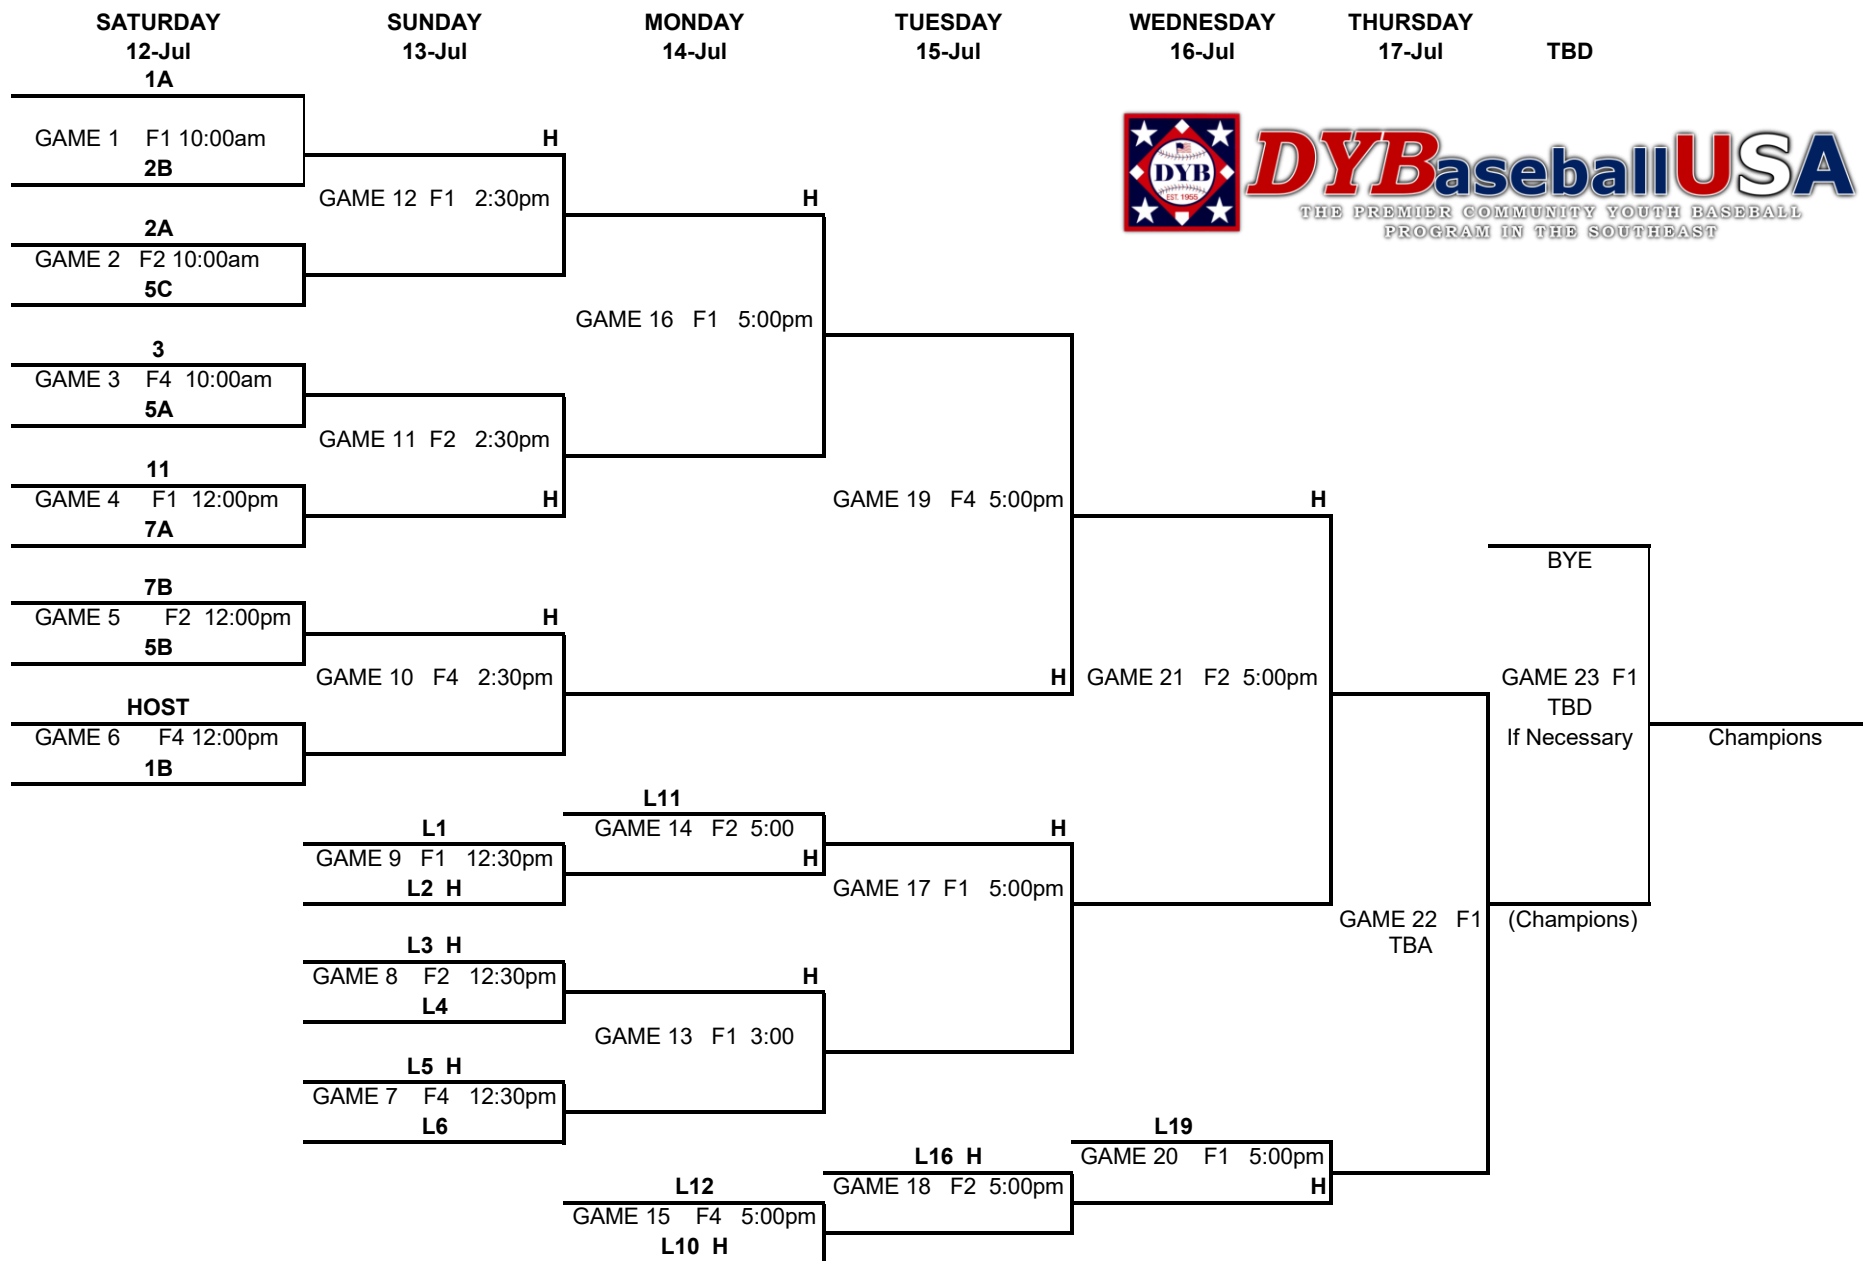 SATURDAY SUNDAY MONDAY TUESDAY WEDNESDAY THURSDAY
12-Jul 13-Jul 14-Jul 15-Jul 16-Jul 17-Jul TBD
1A
GAME 1 F1 10:00am
2B
H
GAME 12 F1 2:30pm
H
DYB
EST. 1955
DYBaseballUSA
THE PREMIER COMMUNITY YOUTH BASEBALL
PROGRAM IN THE SOUTHEAST
2A
GAME 2 F2 10:00am
5C
GAME 16 F1 5:00pm
3
GAME 3 F4 10:00am
5A
GAME 11 F2 2:30pm
11
GAME 4 F1 12:00pm
7A
H
GAME 19 F4 5:00pm
H
BYE
7B
GAME 5 F2 12:00pm
5B
H
GAME 10 F4 2:30pm
H
GAME 21 F2 5:00pm
GAME 23 F1
TBD
If Necessary
Champions
HOST
GAME 6 F4 12:00pm
1B
L11
GAME 14 F2 5:00
H
L1
GAME 9 F1 12:30pm
L2 H
H
GAME 17 F1 5:00pm
GAME 22 F1
TBA
(Champions)
L3 H
GAME 8 F2 12:30pm
L4
H
GAME 13 F1 3:00
L5 H
GAME 7 F4 12:30pm
L6
L19
GAME 20 F1 5:00pm
H
L16 H
GAME 18 F2 5:00pm
L12
GAME 15 F4 5:00pm
L10 H